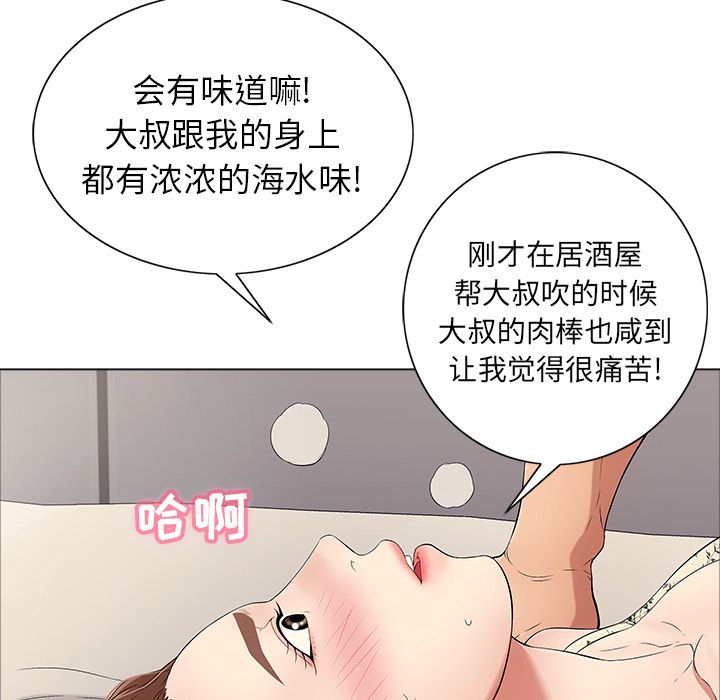 会有味道嘛!
大叔跟我的身上
都有浓浓的海水味!
刚才在居酒屋
帮大叔吹的时候
大叔的肉棒也咸到
让我觉得很痛苦!
哈啊